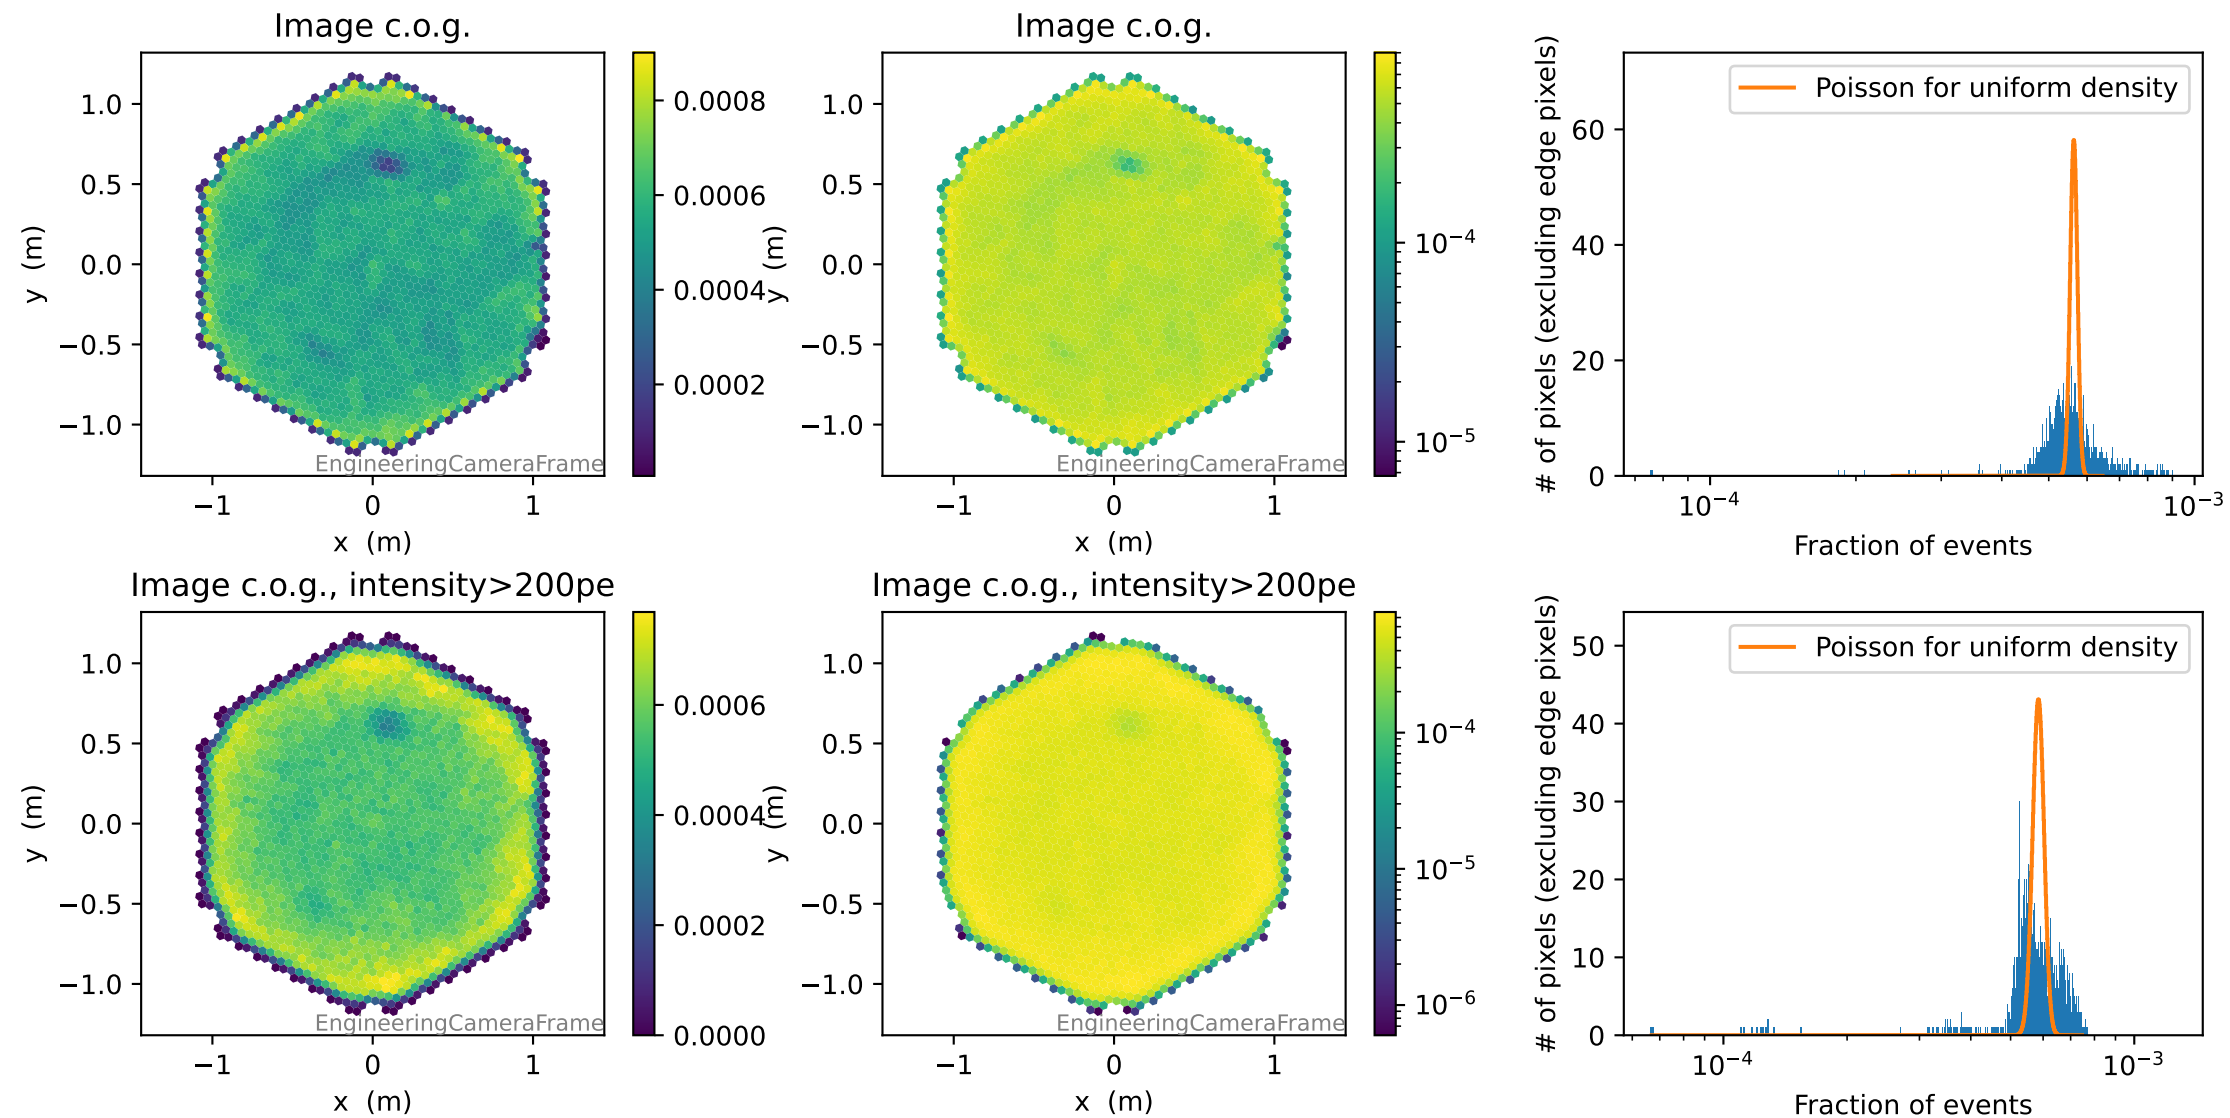 Image c.o.g.
1.0
0.5
0.0
−0.5
−1.0
y (m)
−1 0 1
x (m)
EngineeringCameraFrame
0.0008
0.0006
0.0004
0.0002
Image c.o.g.
1.0
0.5
0.0
−0.5
−1.0
y (m)
−1 0 1
x (m)
EngineeringCameraFrame
10⁻⁴
10⁻⁵
Poisson for uniform density
# of pixels (excluding edge pixels)
60
40
20
0
10⁻⁴ 10⁻³
Fraction of events
Image c.o.g., intensity>200pe
1.0
0.5
0.0
−0.5
−1.0
y (m)
−1 0 1
x (m)
EngineeringCameraFrame
0.0006
0.0004
0.0002
0.0000
Image c.o.g., intensity>200pe
1.0
0.5
0.0
−0.5
−1.0
y (m)
−1 0 1
x (m)
EngineeringCameraFrame
10⁻⁴
10⁻⁵
10⁻⁶
Poisson for uniform density
# of pixels (excluding edge pixels)
50
40
30
20
10
0
10⁻⁴ 10⁻³
Fraction of events